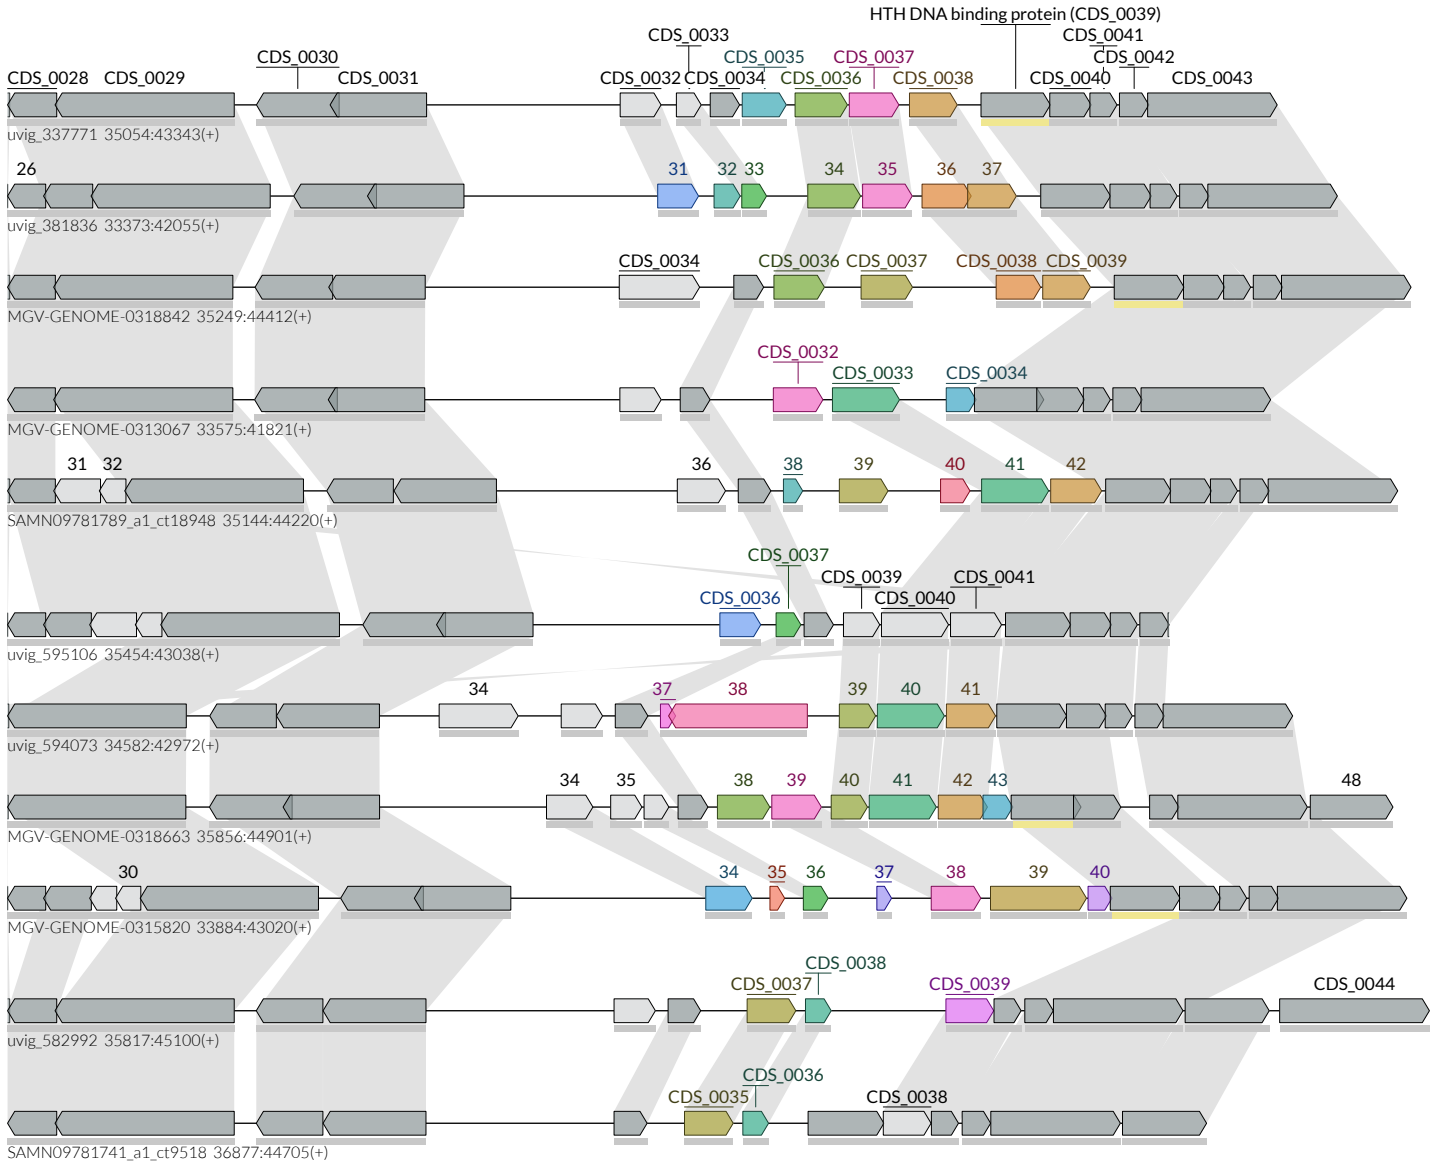 HTH DNA binding protein (CDS_0039)
CDS_0033 CDS_0041
CDS_0030 CDS_0035 CDS_0037 CDS_0042
CDS_0028 CDS_0029 CDS_0031 CDS_0032 CDS_0034 CDS_0036 CDS_0038 CDS_0040 CDS_0043
uvig_337771 35054:43343(+)
26 31 32 33 34 35 36 37
uvig_381836 33373:42055(+)
CDS_0034 CDS_0036 CDS_0037 CDS_0038 CDS_0039
MGV-GENOME-0318842 35249:44412(+)
CDS_0032
CDS_0033 CDS_0034
MGV-GENOME-0313067 33575:41821(+)
31 32 36 38 39 40 41 42
SAMN09781789_a1_ct18948 35144:44220(+)
CDS_0037
CDS_0039 CDS_0041
CDS_0036 CDS_0040
uvig_595106 35454:43038(+)
34 37 38 39 40 41
uvig_594073 34582:42972(+)
34 35 38 39 40 41 42 43 48
MGV-GENOME-0318663 35856:44901(+)
30 34 35 36 37 38 39 40
MGV-GENOME-0315820 33884:43020(+)
CDS_0038
CDS_0037 CDS_0039 CDS_0044
uvig_582992 35817:45100(+)
CDS_0036
CDS_0035 CDS_0038
SAMN09781741_a1_ct9518 36877:44705(+)